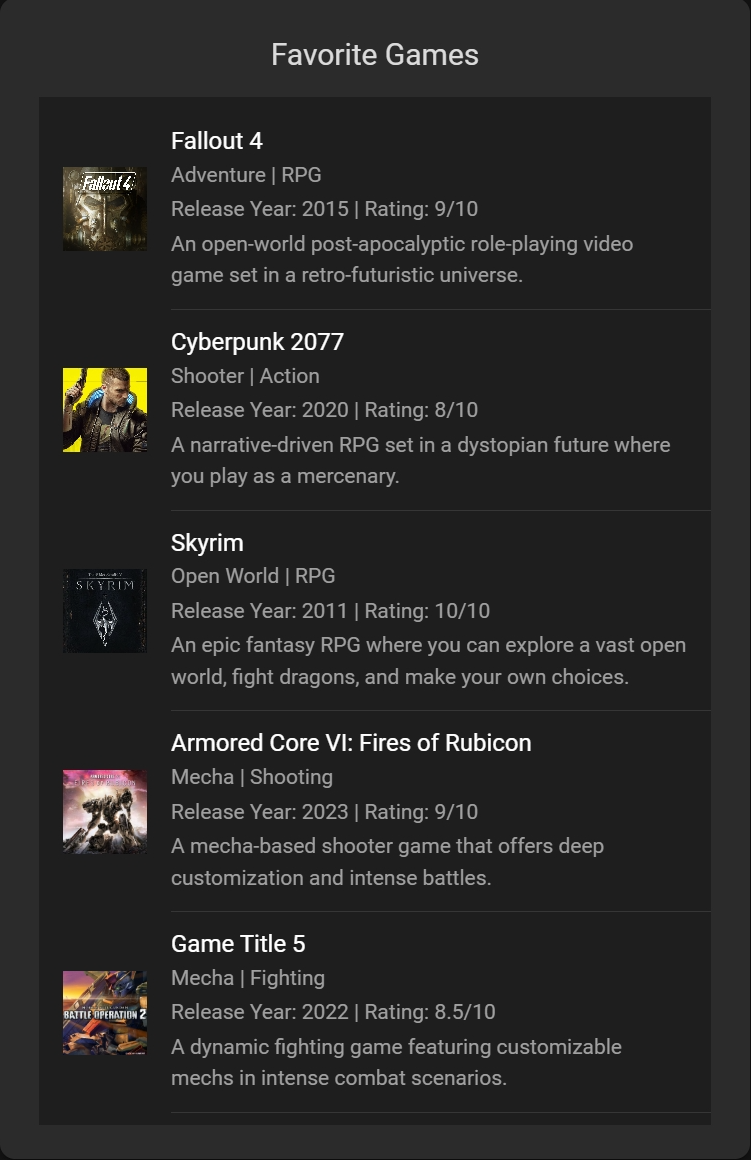 Favorite Games
Fallout 4
Fallout 4
Adventure | RPG
Release Year: 2015 | Rating: 9/10
An open-world post-apocalyptic role-playing video
game set in a retro-futuristic universe.
Cyberpunk 2077
Shooter | Action
Release Year: 2020 | Rating: 8/10
A narrative-driven RPG set in a dystopian future where
you play as a mercenary.
Skyrim
Open World | RPG
SKYRIM
Release Year: 2011 | Rating: 10/10
An epic fantasy RPG where you can explore a vast open
world, fight dragons, and make your own choices.
Armored Core VI: Fires of Rubicon
Mecha | Shooting
Release Year: 2023 | Rating: 9/10
A mecha-based shooter game that offers deep
customization and intense battles.
Game Title 5
Mecha | Fighting
Release Year: 2022 | Rating: 8.5/10
BATTLE OPERATION 2
A dynamic fighting game featuring customizable
mechs in intense combat scenarios.